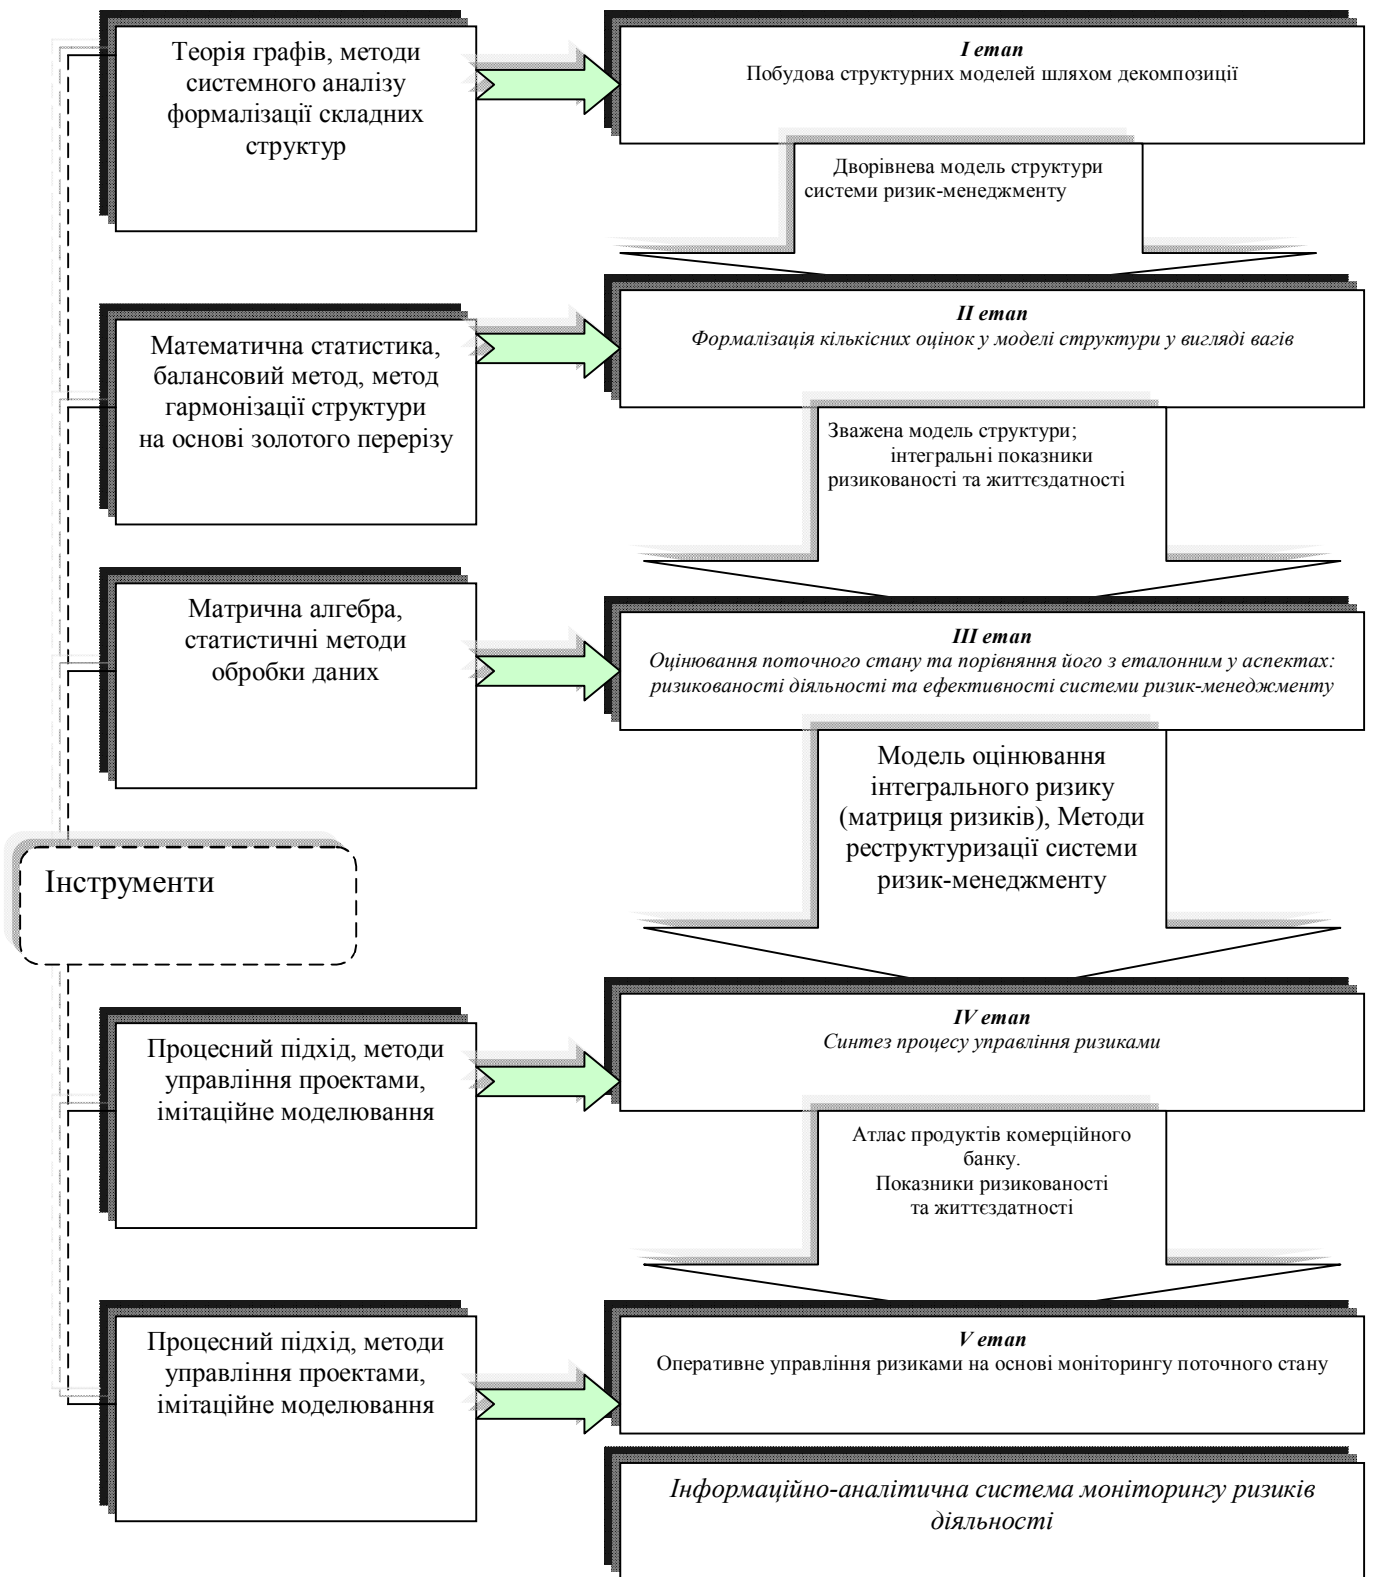 Теорія графів, методи
системного аналізу
формалізації складних
структур
I етап
Побудова структурних моделей шляхом декомпозиції
Дворівнева модель структури
системи ризик-менеджменту
Математична статистика,
балансовий метод, метод
гармонізації структури
на основі золотого перерізу
II етап
Формалізація кількісних оцінок у моделі структури у вигляді вагів
Зважена модель структури;
інтегральні показники
ризикованості та життєздатності
Матрична алгебра,
статистичні методи
обробки даних
III етап
Оцінювання поточного стану та порівняння його з еталонним у аспектах:
ризикованості діяльності та ефективності системи ризик-менеджменту
Модель оцінювання
інтегрального ризику
(матриця ризиків), Методи
реструктуризації системи
ризик-менеджменту
Інструменти
Процесний підхід, методи
управління проектами,
імітаційне моделювання
IV етап
Синтез процесу управління ризиками
Атлас продуктів комерційного
банку.
Показники ризикованості
та життєздатності
Процесний підхід, методи
управління проектами,
імітаційне моделювання
V етап
Оперативне управління ризиками на основі моніторингу поточного стану
Інформаційно-аналітична система моніторингу ризиків
діяльності